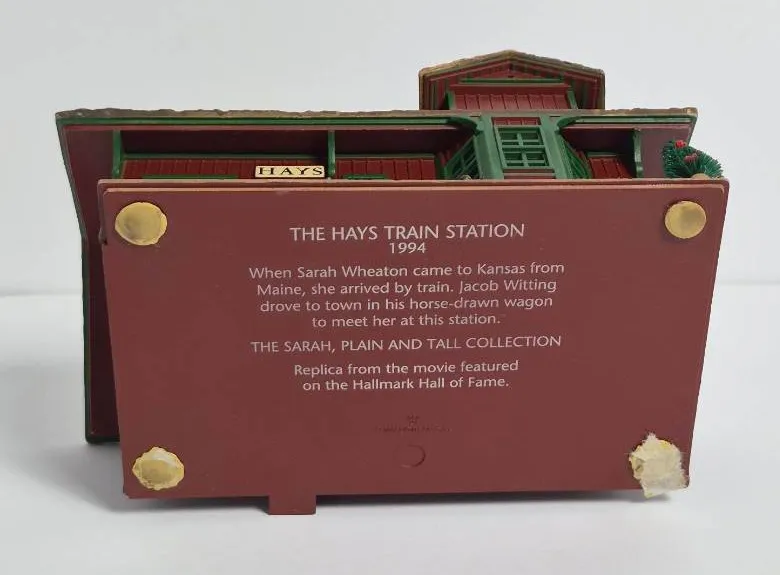 HAYS
THE HAYS TRAIN STATION
1994
When Sarah Wheaton came to Kansas from
Maine, she arrived by train. Jacob Witting
drove to town in his horse-drawn wagon
to meet her at this station.
THE SARAH, PLAIN AND TALL COLLECTION
Replica from the movie featured
on the Hallmark Hall of Fame.